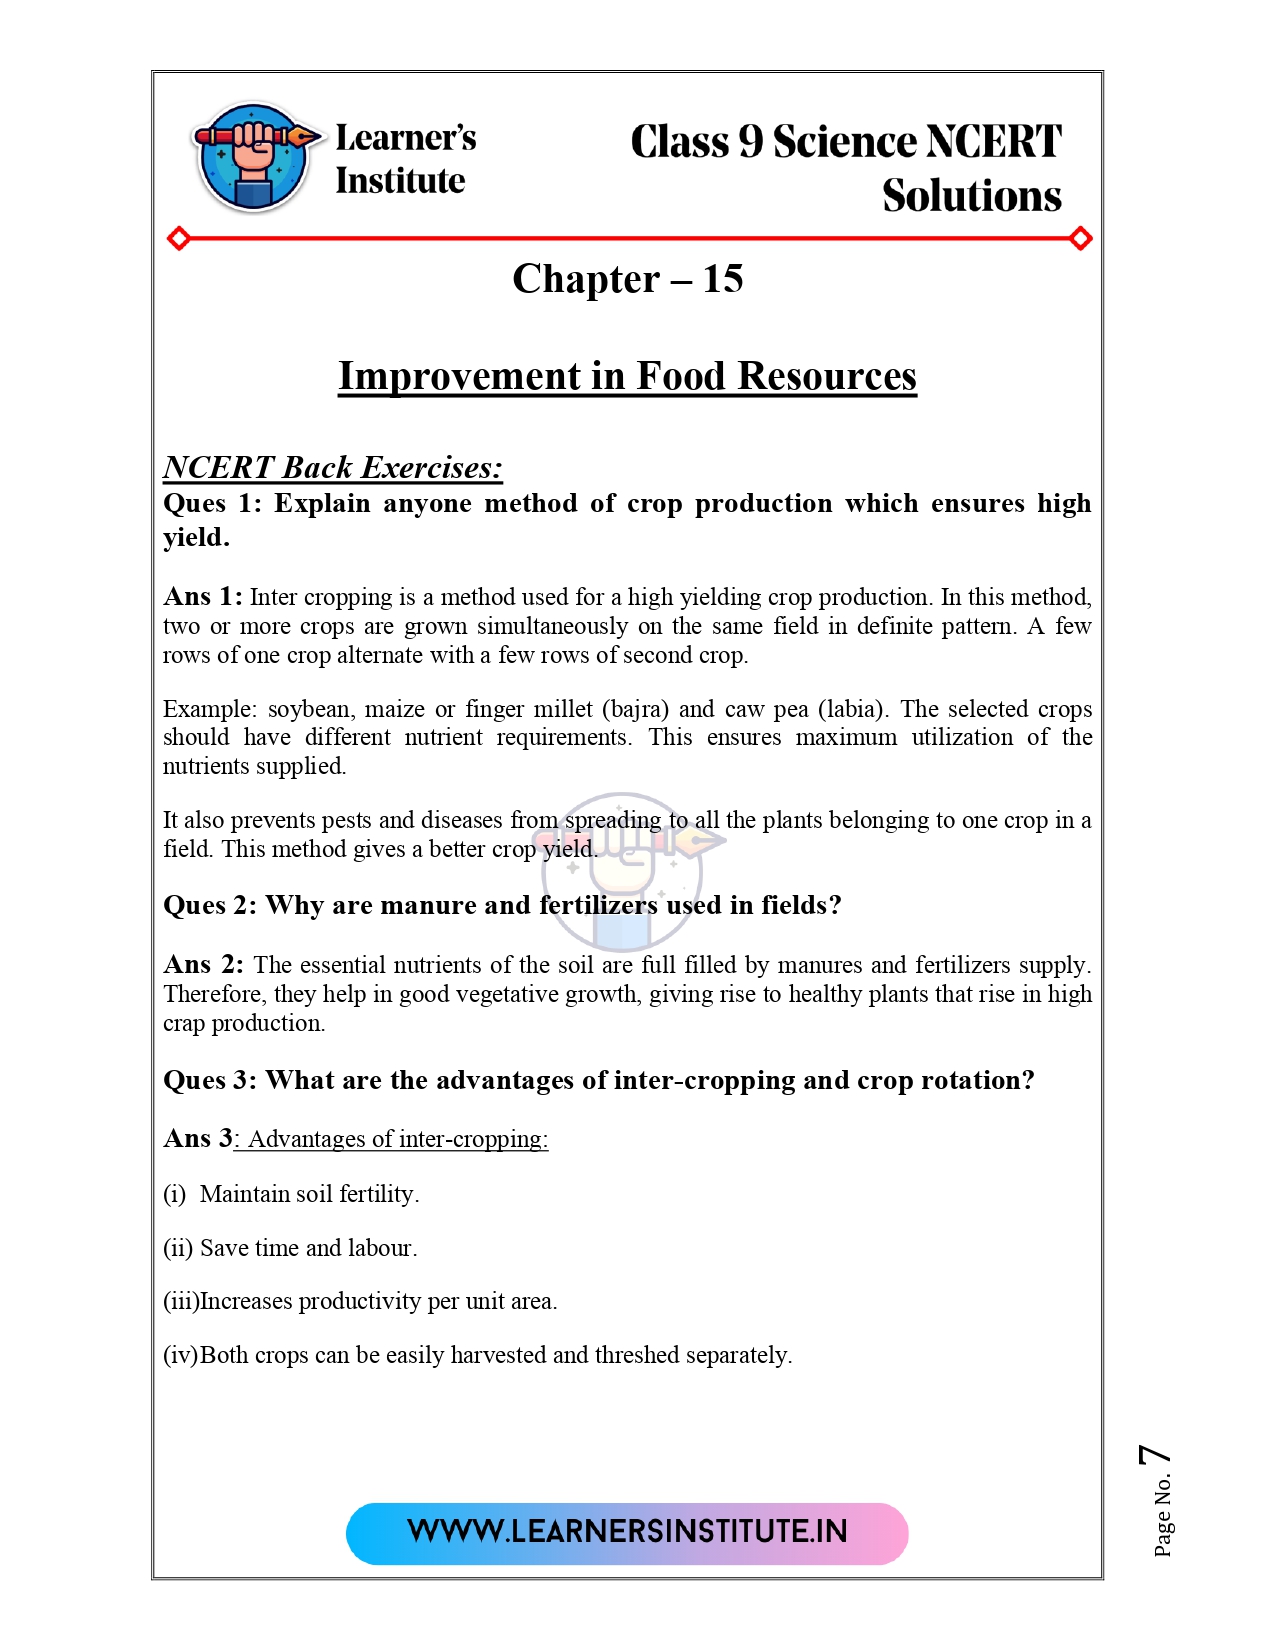 Learner's
Institute
Class 9 Science NCERT
Solutions
Chapter – 15
Improvement in Food Resources
NCERT Back Exercises:
Ques 1: Explain anyone method of crop production which ensures high
yield.
Ans 1: Inter cropping is a method used for a high yielding crop production. In this method,
two or more crops are grown simultaneously on the same field in definite pattern. A few
rows of one crop alternate with a few rows of second crop.
Example: soybean, maize or finger millet (bajra) and caw pea (labia). The selected crops
should have different nutrient requirements. This ensures maximum utilization of the
nutrients supplied.
It also prevents pests and diseases from spreading to all the plants belonging to one crop in a
field. This method gives a better crop yield.
Ques 2: Why are manure and fertilizers used in fields?
Ans 2: The essential nutrients of the soil are full filled by manures and fertilizers supply.
Therefore, they help in good vegetative growth, giving rise to healthy plants that rise in high
crap production.
Ques 3: What are the advantages of inter-cropping and crop rotation?
Ans 3: Advantages of inter-cropping:
(i) Maintain soil fertility.
(ii) Save time and labour.
(iii)Increases productivity per unit area.
(iv)Both crops can be easily harvested and threshed separately.
Page No. 7
WWW.LEARNERSINSTITUTE.IN